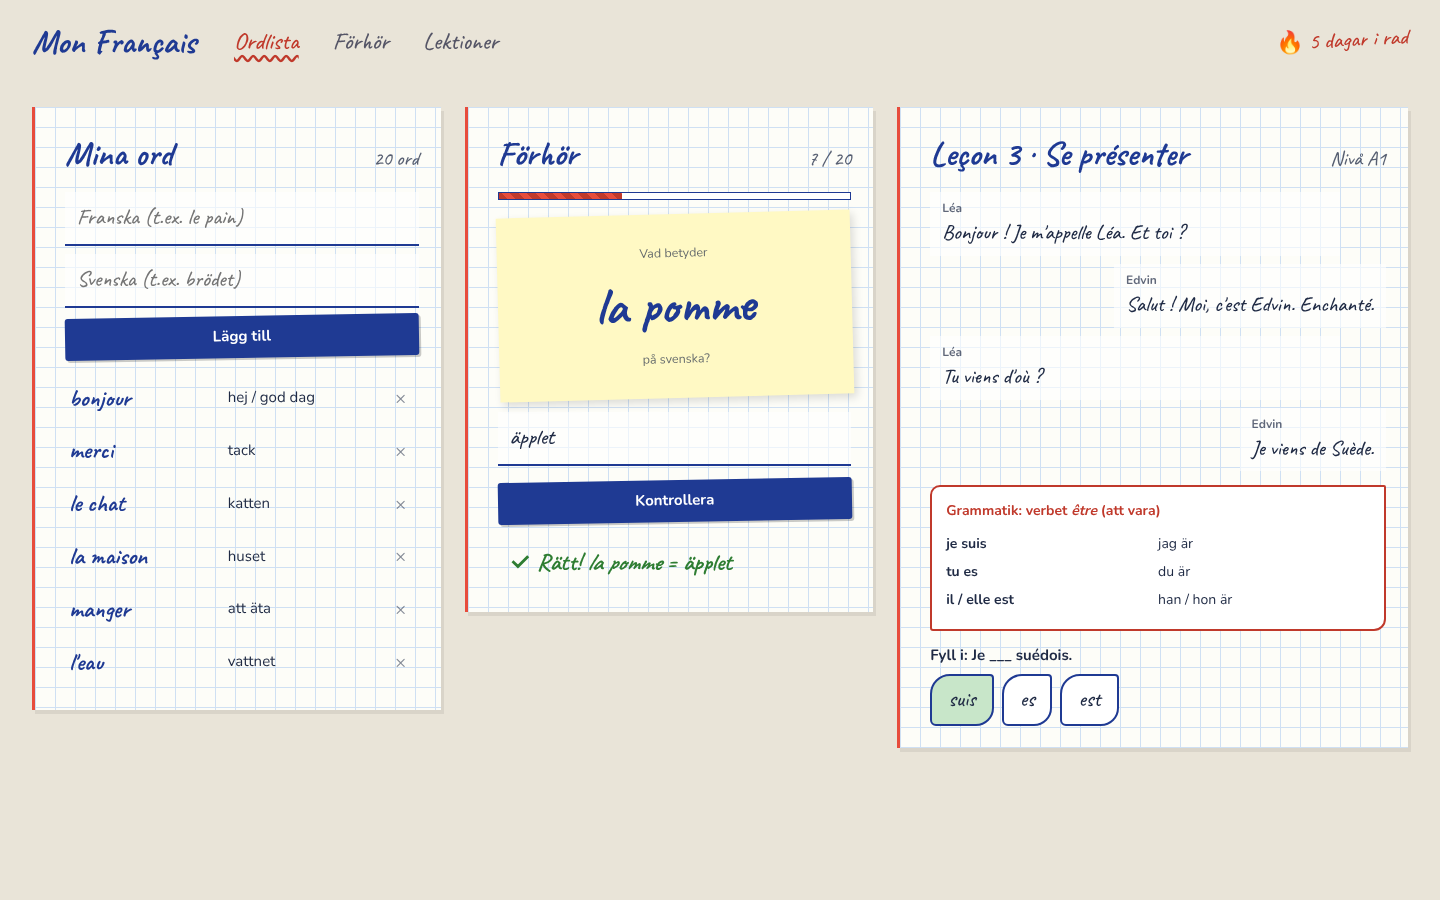 Mon Français
Ordlista
Förhör
Lektioner
🔥 5 dagar i rad
Mina ord
20 ord
Franska (t.ex. le pain)
Svenska (t.ex. brödet)
Lägg till
bonjour hej / god dag ×
merci tack ×
le chat katten ×
la maison huset ×
manger att äta ×
l'eau vattnet ×
Förhör
7 / 20
Vad betyder
la pomme
på svenska?
äpplet
Kontrollera
✓ Rätt! la pomme = äpplet
Leçon 3 · Se présenter
Nivå A1
Léa
Bonjour ! Je m'appelle Léa. Et toi ?
Edvin
Salut ! Moi, c'est Edvin. Enchanté.
Léa
Tu viens d'où ?
Edvin
Je viens de Suède.
Grammatik: verbet être (att vara)
je suis jag är
tu es du är
il / elle est han / hon är
Fyll i: Je ___ suédois.
suis
es
est